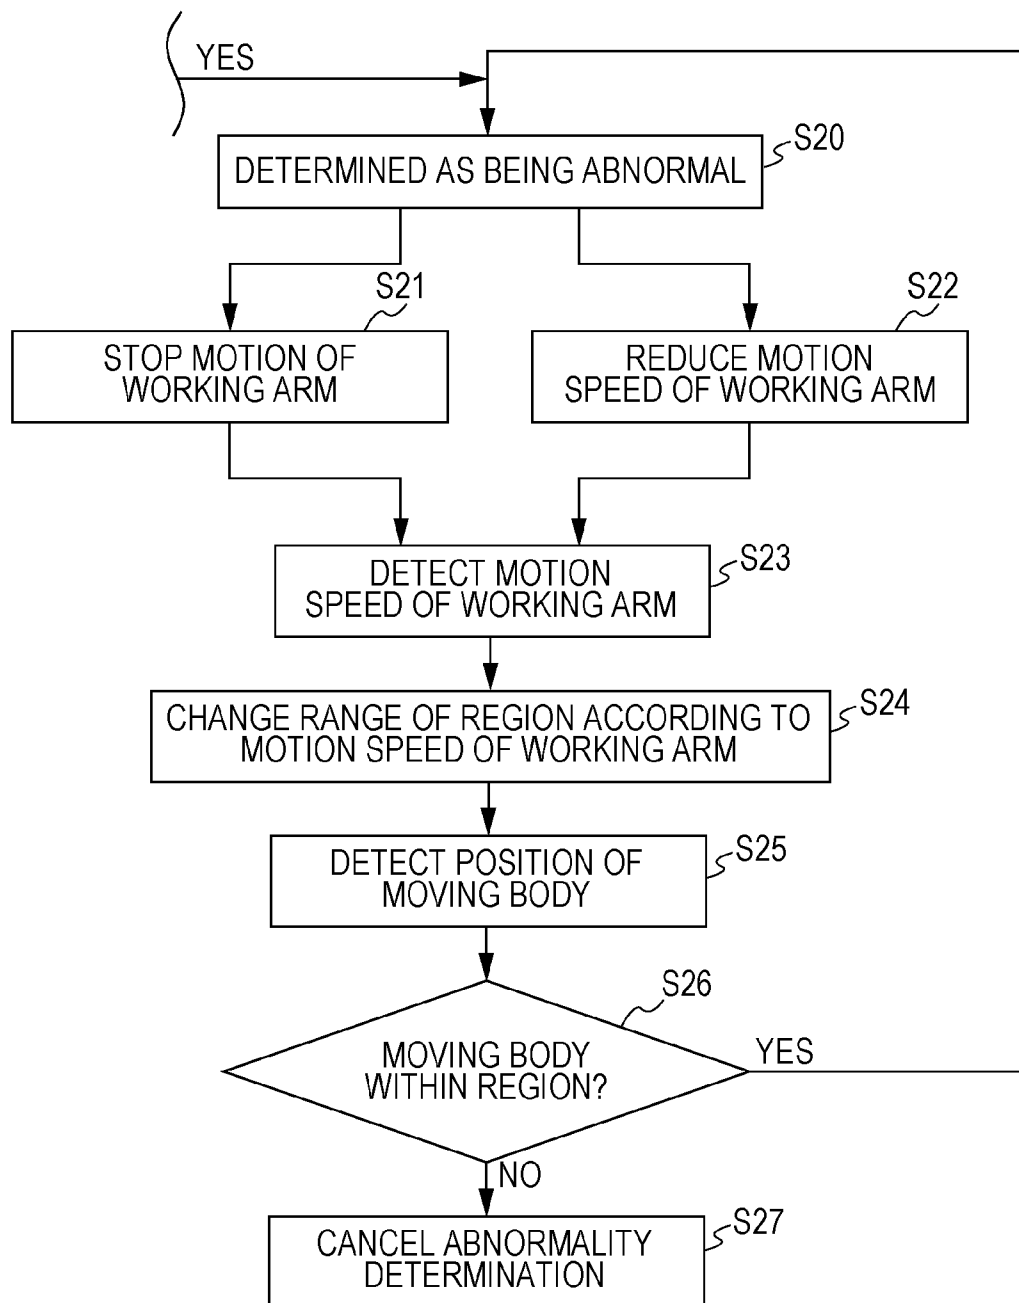 YES
S20
DETERMINED AS BEING ABNORMAL
S21
STOP MOTION OF
WORKING ARM
S22
REDUCE MOTION
SPEED OF WORKING ARM
S23
DETECT MOTION
SPEED OF WORKING ARM
S24
CHANGE RANGE OF REGION ACCORDING TO
MOTION SPEED OF WORKING ARM
S25
DETECT POSITION OF
MOVING BODY
S26
MOVING BODY
WITHIN REGION?
YES
NO
S27
CANCEL ABNORMALITY
DETERMINATION